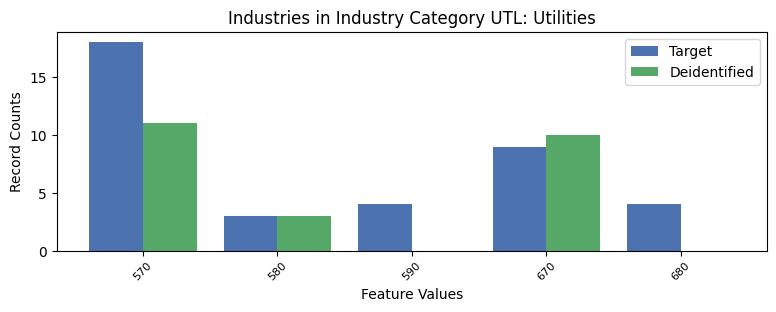 Industries in Industry Category UTL: Utilities
Target
Deidentified
Record Counts
15
10
5
0
570
580
590
670
680
Feature Values